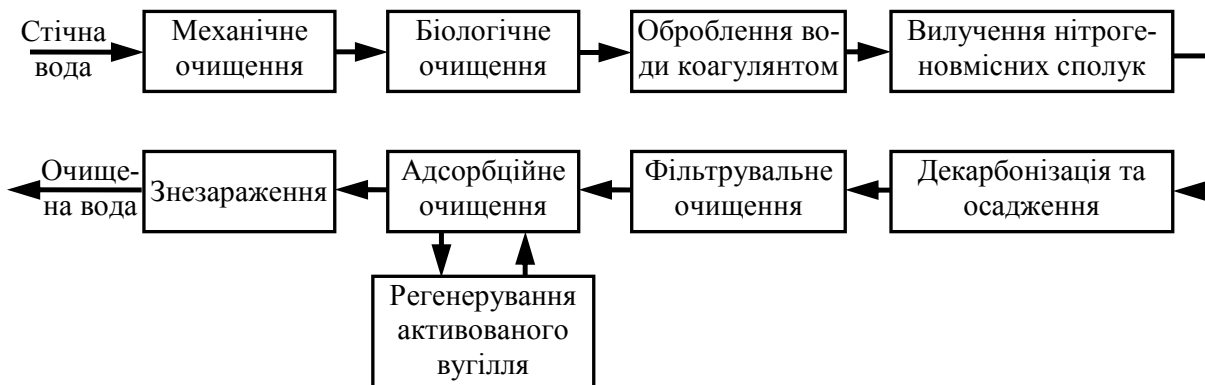 Стічна
вода
Механічне
очищення
Біологічне
очищення
Оброблення во-
ди коагулянтом
Вилучення нітроге-
новмісних сполук
Очище-
на вода
Знезараження
Адсорбційне
очищення
Фільтрувальне
очищення
Декарбонізація та
осадження
Регенерування
активованого
вугілля